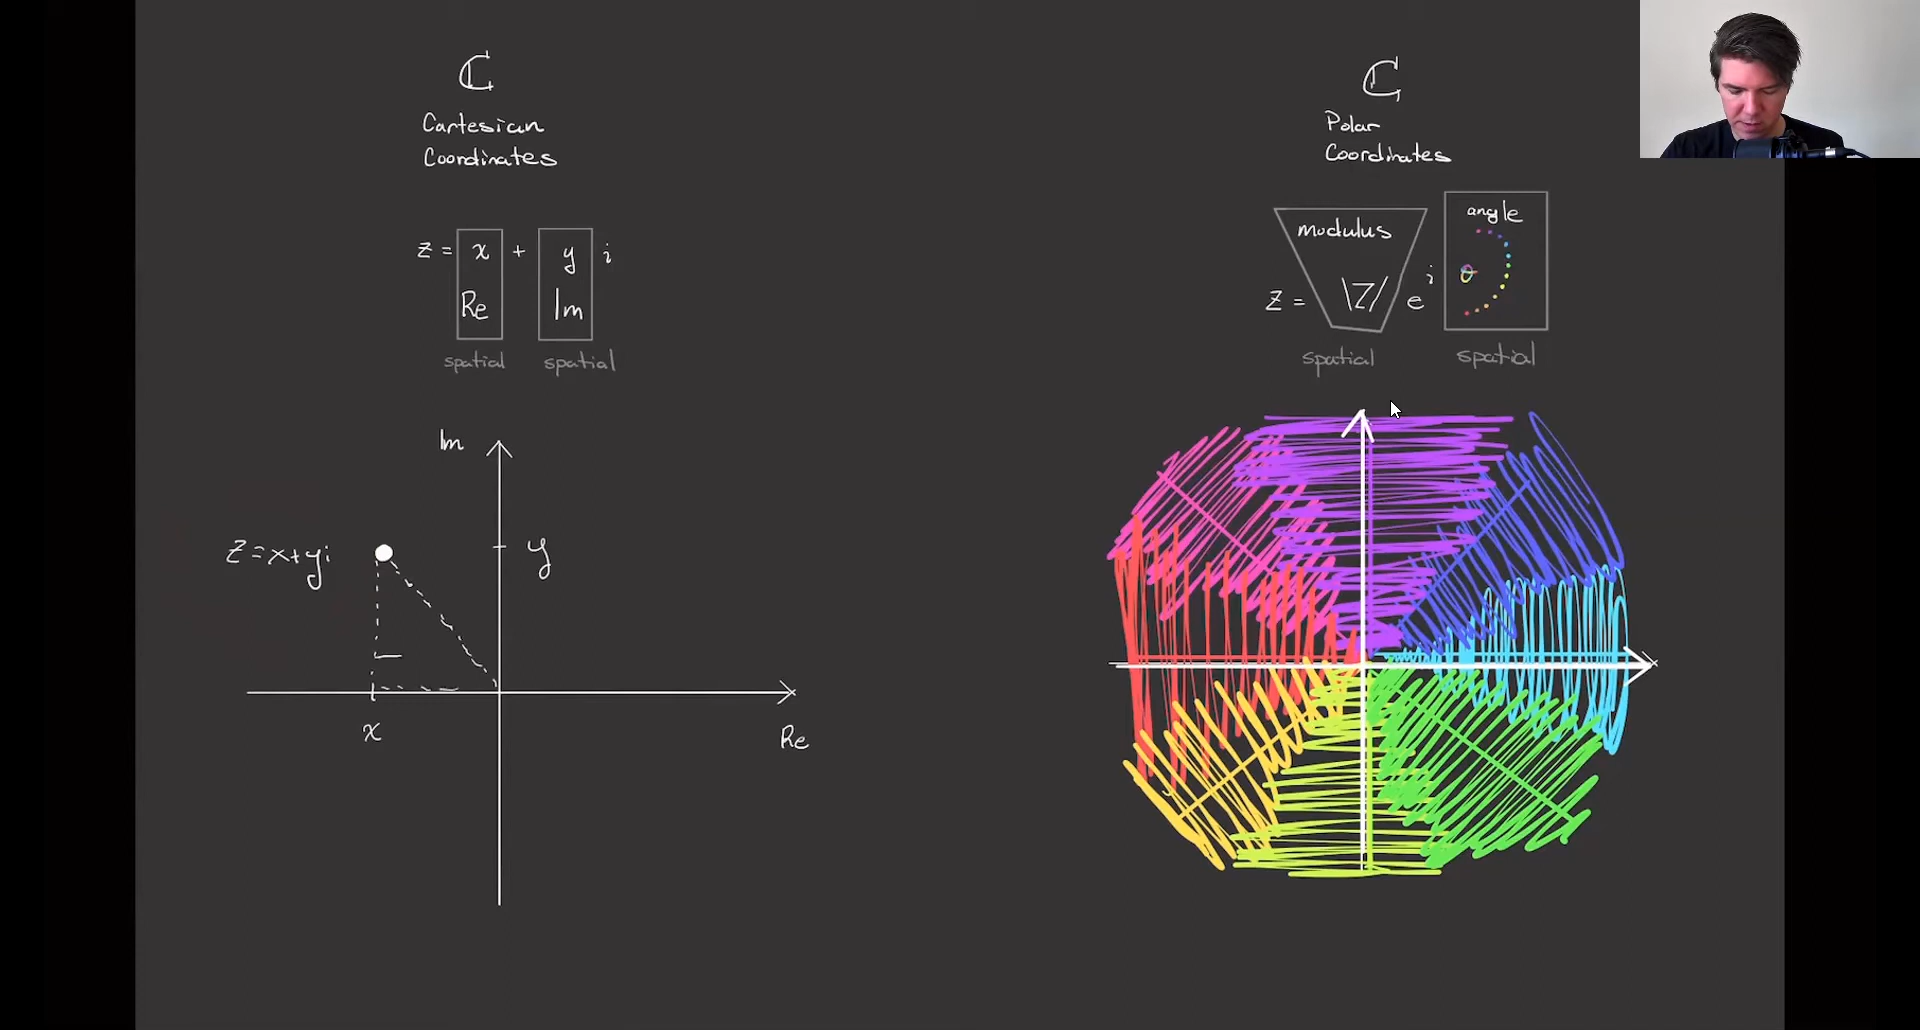 ℂ
Cartesian
Coordinates
z = x + y i
Re Im
spatial spatial
Im
z=x+yi
y
x
Re
ℂ
Polar
Coordinates
modulus
angle
z = |z| e i θ
spatial spatial